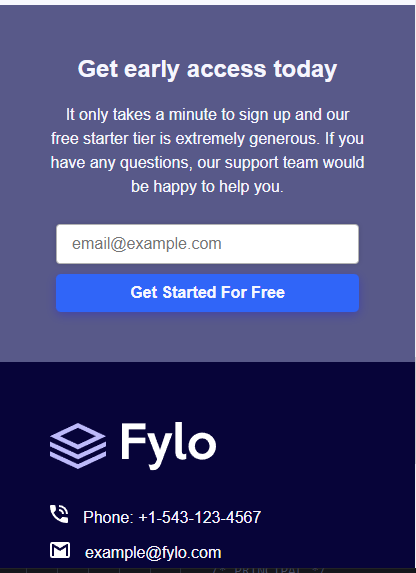 Get early access today
It only takes a minute to sign up and our
free starter tier is extremely generous. If you
have any questions, our support team would
be happy to help you.
email@example.com
Get Started For Free
Fylo
Phone: +1-543-123-4567
example@fylo.com